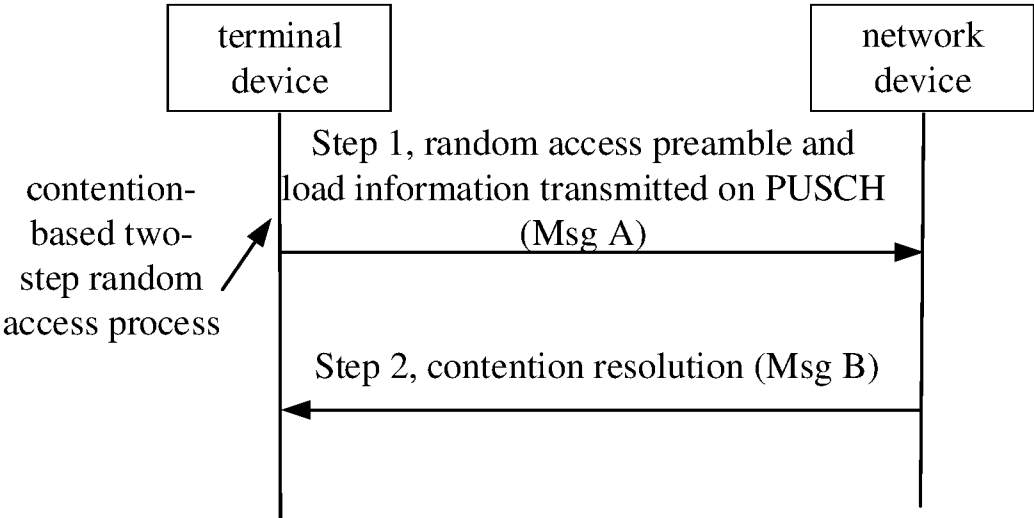 terminal
device
network
device
Step 1, random access preamble and
load information transmitted on PUSCH
(Msg A)
contention-
based two-
step random
access process
Step 2, contention resolution (Msg B)